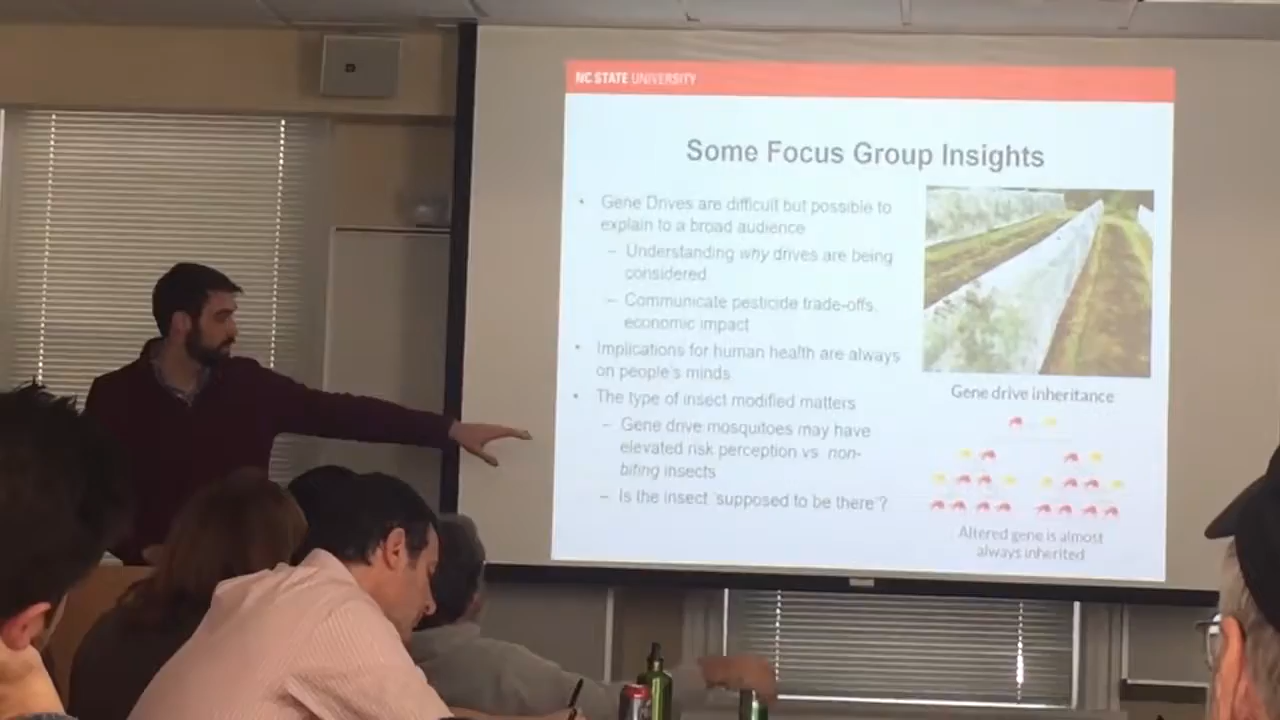 NC STATE UNIVERSITY
Some Focus Group Insights
• Gene Drives are difficult but possible to
explain to a broad audience
– Understanding why drives are being
considered
– Communicate pesticide trade-offs,
economic impact
• Implications for human health are always
on people's minds
• The type of insect modified matters
– Gene drive mosquitoes may have
elevated risk perception vs non-
biting insects
– Is the insect 'supposed to be there'?
Gene drive inheritance
Altered gene is almost
always inherited